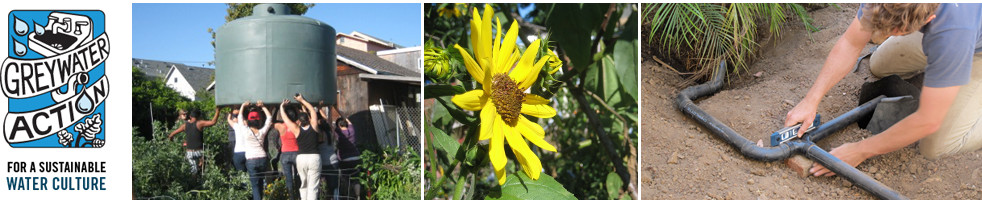 GREYWATER
ACTION
FOR A SUSTAINABLE
WATER CULTURE